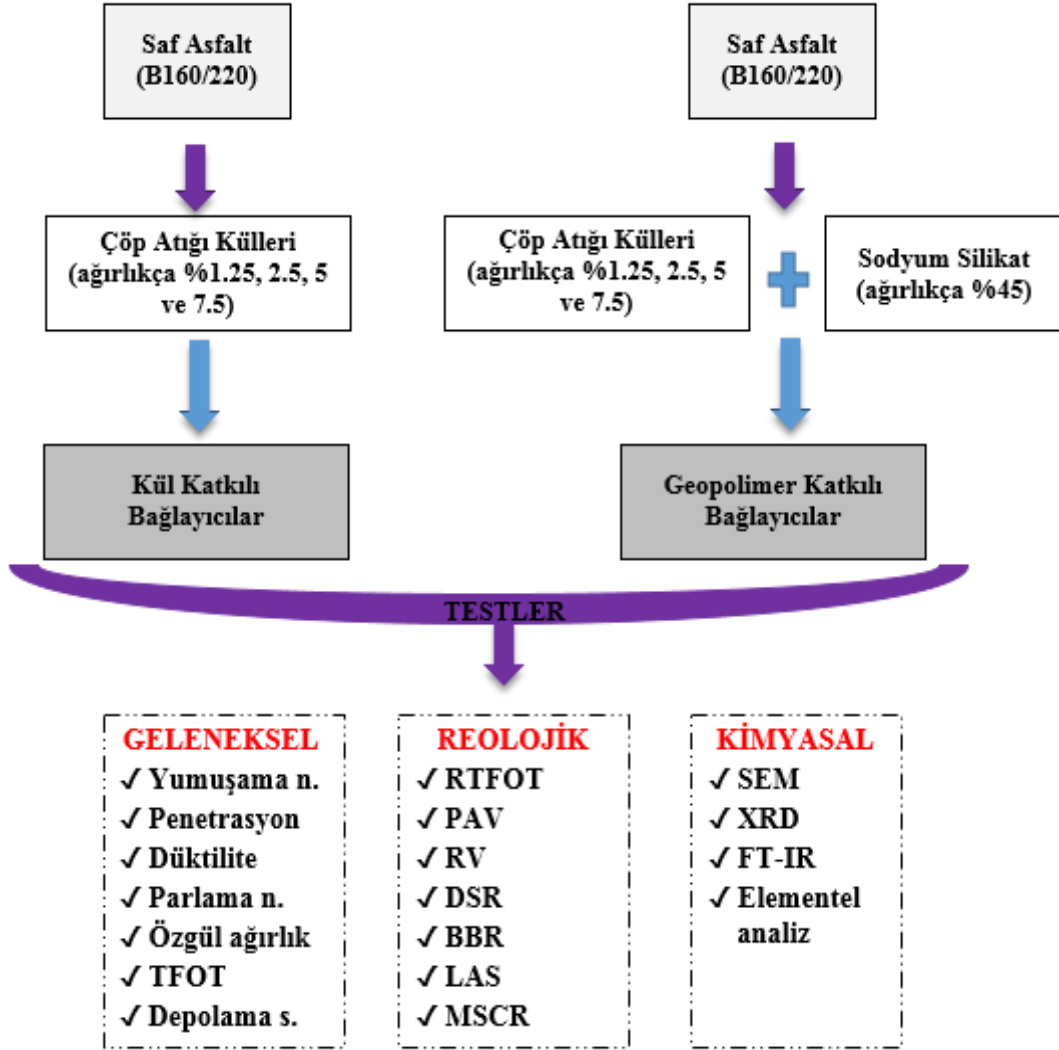 Saf Asfalt
(B160/220)
Saf Asfalt
(B160/220)
Çöp Atığı Külleri
(ağırlıkça %1.25, 2.5, 5
ve 7.5)
Çöp Atığı Külleri
(ağırlıkça %1.25, 2.5, 5
ve 7.5)
Sodyum Silikat
(ağırlıkça %45)
Kül Katkılı
Bağlayıcılar
Geopolimer Katkılı
Bağlayıcılar
TESTLER
GELENEKSEL
✓ Yumuşama n.
✓ Penetrasyon
✓ Düktilite
✓ Parlama n.
✓ Özgül ağırlık
✓ TFOT
✓ Depolama s.
REOLOJİK
✓ RTFOT
✓ PAV
✓ RV
✓ DSR
✓ BBR
✓ LAS
✓ MSCR
KİMYASAL
✓ SEM
✓ XRD
✓ FT-IR
✓ Elementel
analiz